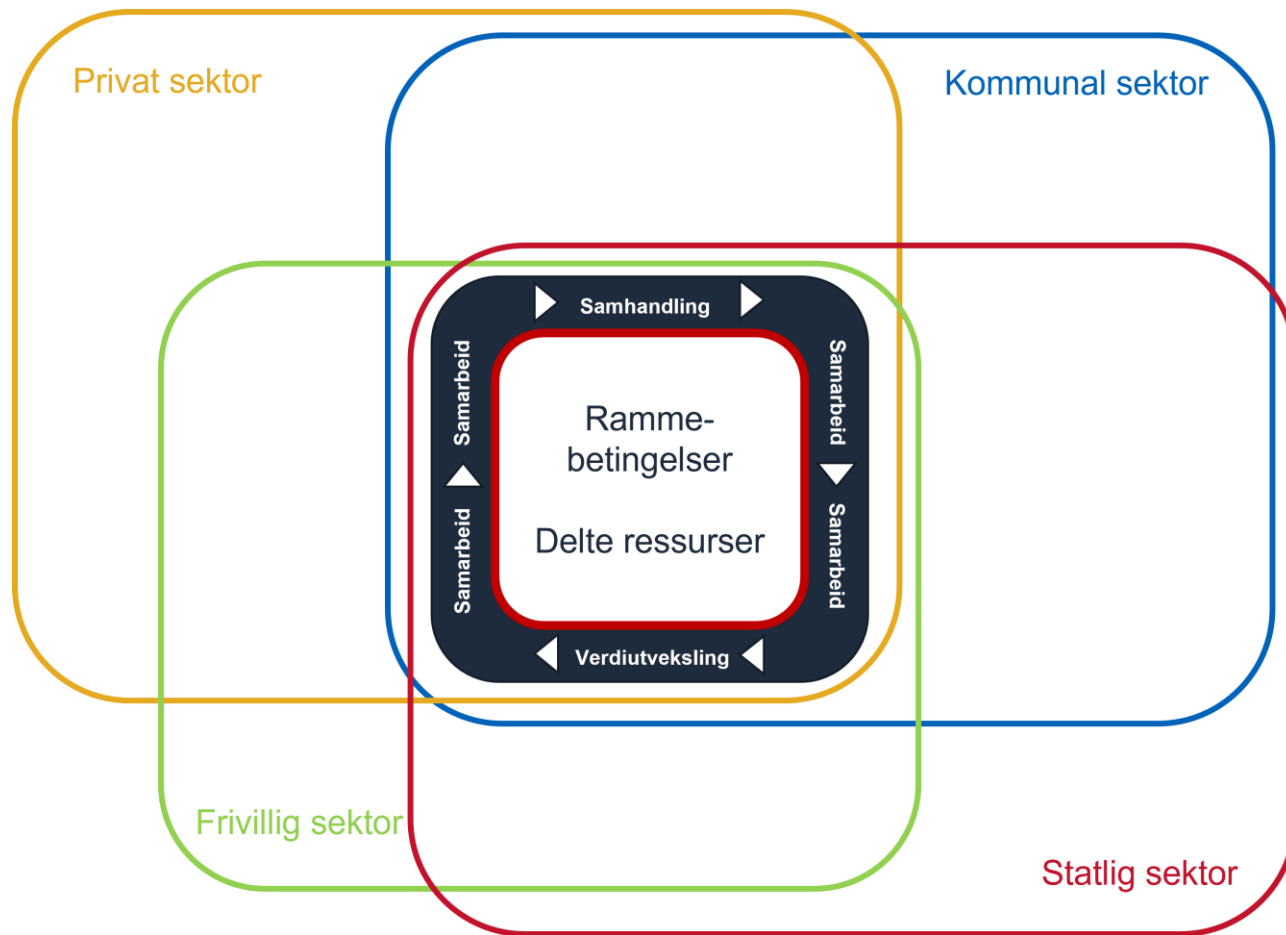 Privat sektor
Kommunal sektor
Samhandling
Samarbeid
Samarbeid
Ramme-
betingelser
Delte ressurser
Samarbeid
Samarbeid
Verdiutveksling
Frivillig sektor
Statlig sektor